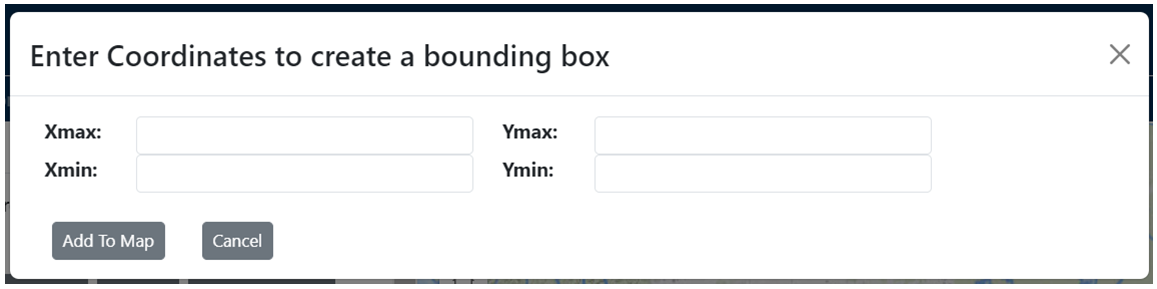 Enter Coordinates to create a bounding box
Xmax: Ymax:
Xmin: Ymin:
Add To Map Cancel